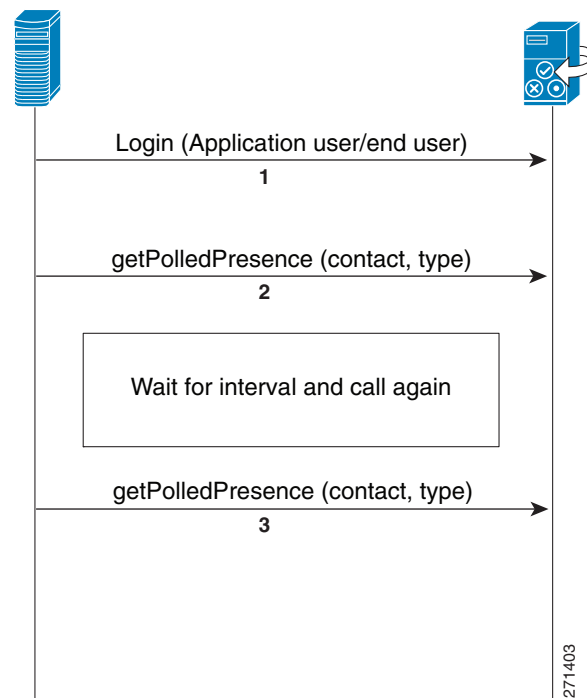 Login (Application user/end user)
1
getPolledPresence (contact, type)
2
Wait for interval and call again
getPolledPresence (contact, type)
3
271403